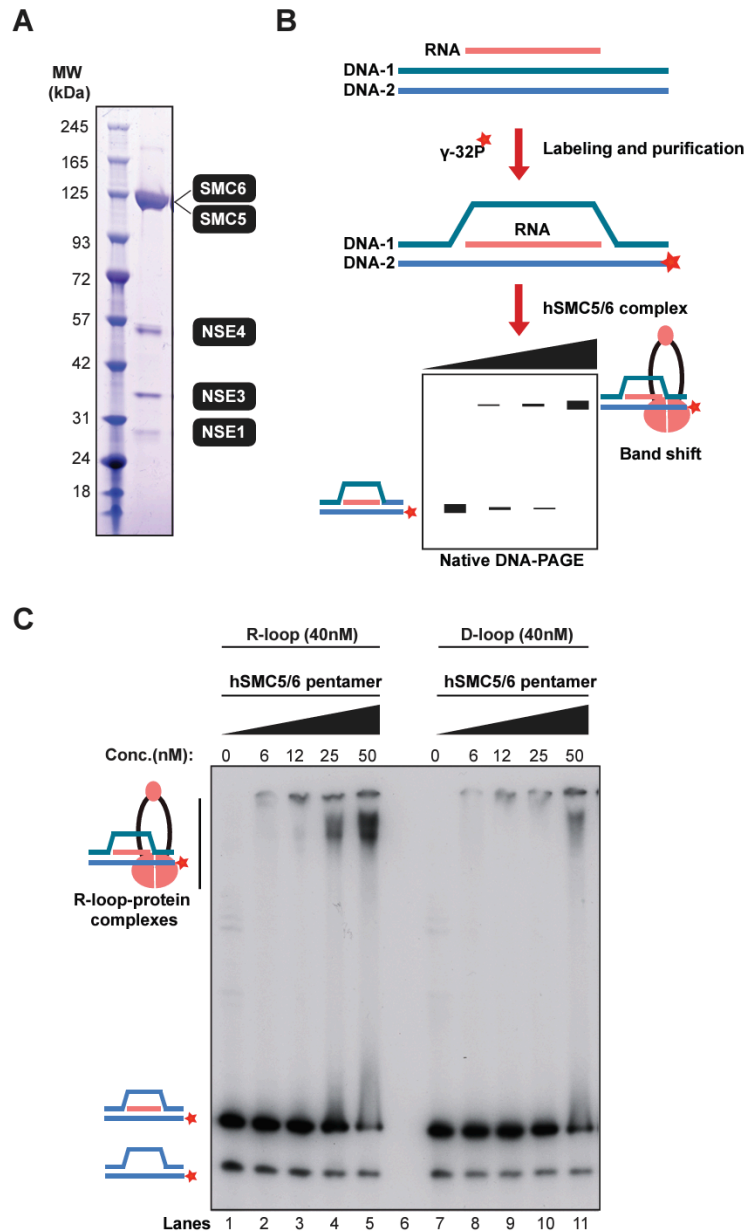 A
MW
(kDa)
245
165
125
93
72
57
42
31
24
18
SMC6
SMC5
NSE4
NSE3
NSE1
B
RNA
DNA-1
DNA-2
γ-32P
Labeling and purification
DNA-1
RNA
DNA-2
hSMC5/6 complex
Band shift
Native DNA-PAGE
C
R-loop (40nM) D-loop (40nM)
hSMC5/6 pentamer hSMC5/6 pentamer
Conc.(nM): 0 6 12 25 50 0 6 12 25 50
R-loop-protein
complexes
Lanes 1 2 3 4 5 6 7 8 9 10 11